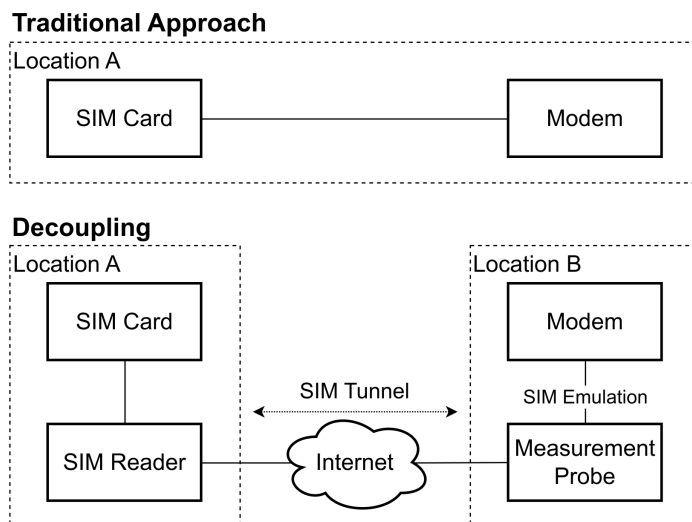 Traditional Approach
Location A
SIM Card
Modem
Decoupling
Location A
Location B
SIM Card
Modem
SIM Tunnel
SIM Emulation
SIM Reader
Internet
Measurement
Probe